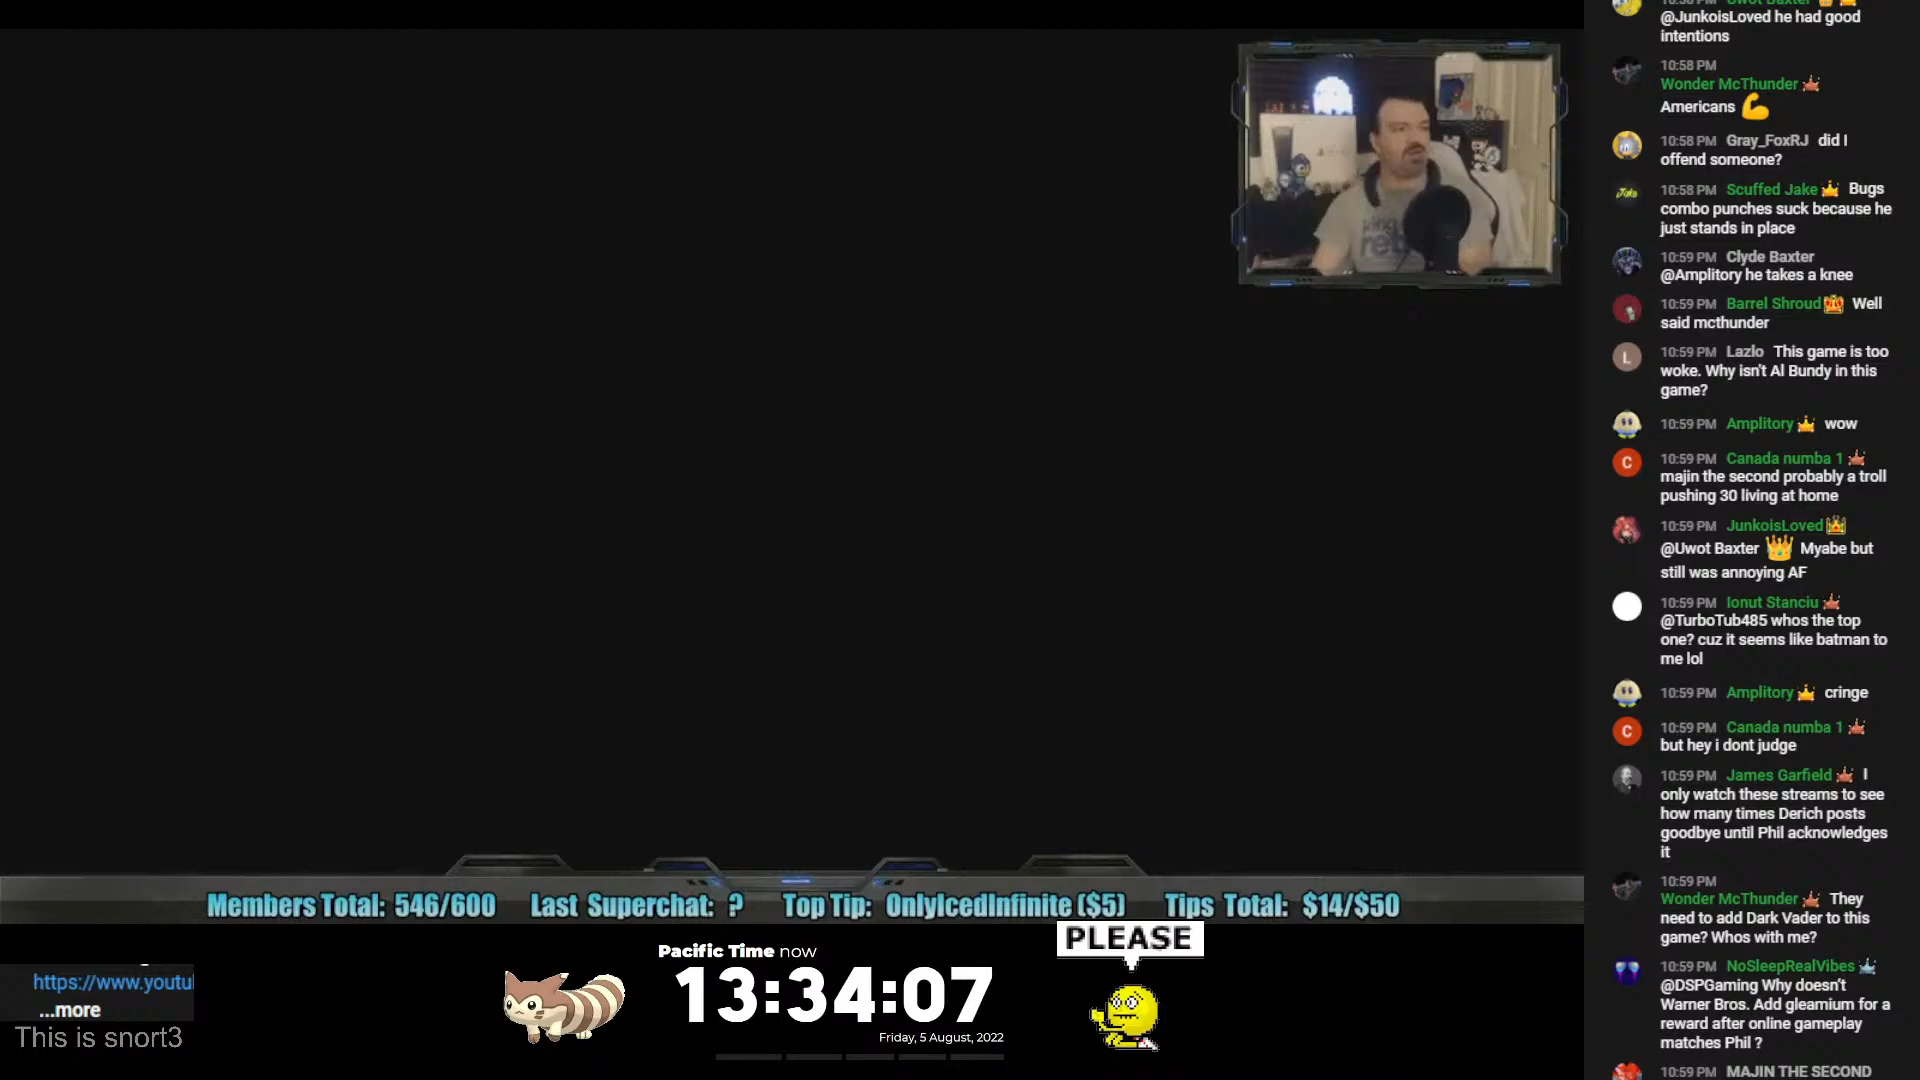 @JunkoisLoved he had good
intentions
10:58 PM
Wonder McThunder
Americans
10:58 PM Gray_FoxRJ did I
offend someone?
10:58 PM Scuffed Jake Bugs
combo punches suck because he
just stands in place
10:59 PM Clyde Baxter
@Amplitory he takes a knee
10:59 PM Barrel Shroud Well
said mcthunder
L
10:59 PM Lazlo This game is too
woke. Why isn't Al Bundy in this
game?
10:59 PM Amplitory wow
C
10:59 PM Canada numba 1
majin the second probably a troll
pushing 30 living at home
10:59 PM JunkoisLoved
@Uwot Baxter Myabe but
still was annoying AF
10:59 PM Ionut Stanciu
@TurboTub485 whos the top
one? cuz it seems like batman to
me lol
10:59 PM Amplitory cringe
C
10:59 PM Canada numba 1
but hey i dont judge
10:59 PM James Garfield I
only watch these streams to see
how many times Derich posts
goodbye until Phil acknowledges
it
10:59 PM
Wonder McThunder They
need to add Dark Vader to this
game? Whos with me?
10:59 PM NoSleepRealVibes
@DSPGaming Why doesn't
Warner Bros. Add gleamium for a
reward after online gameplay
matches Phil ?
10:59 PM MAJIN THE SECOND
Members Total: 546/600 Last Superchat: ? Top Tip: OnlyIcedInfinite ($5) Tips Total: $14/$50
PLEASE
Pacific Time now
13:34:07
Friday, 5 August, 2022
https://www.youtu
...more
This is snort3